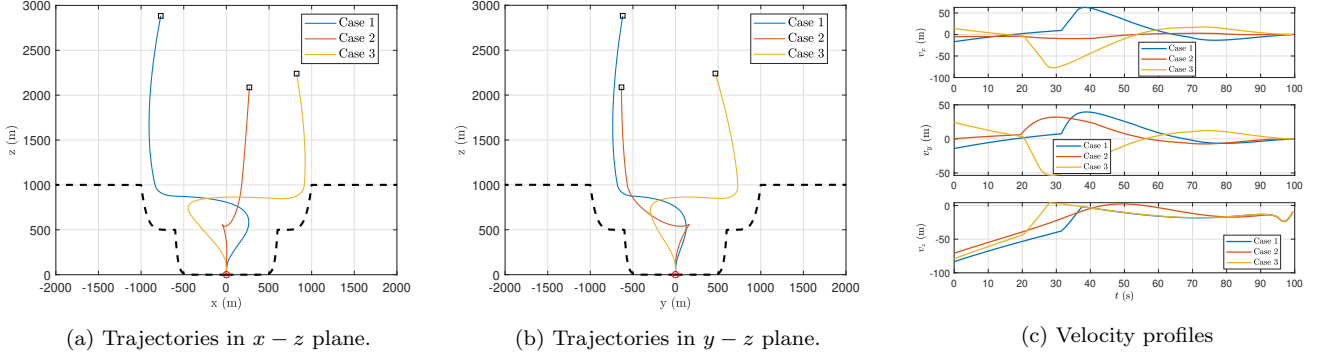 3000
2500
2000
1500
1000
500
0
z (m)
-2000 -1500 -1000 -500 0 500 1000 1500 2000
x (m)
Case 1
Case 2
Case 3
(a) Trajectories in x − z plane.
3000
2500
2000
1500
1000
500
0
z (m)
-2000 -1500 -1000 -500 0 500 1000 1500 2000
y (m)
Case 1
Case 2
Case 3
(b) Trajectories in y − z plane.
50
0
-50
-100
v_x (m)
0 10 20 30 40 50 60 70 80 90 100
Case 1
Case 2
Case 3
50
0
-50
v_y (m)
0 10 20 30 40 50 60 70 80 90 100
Case 1
Case 2
Case 3
0
-50
-100
v_z (m)
0 10 20 30 40 50 60 70 80 90 100
t (s)
Case 1
Case 2
Case 3
(c) Velocity profiles